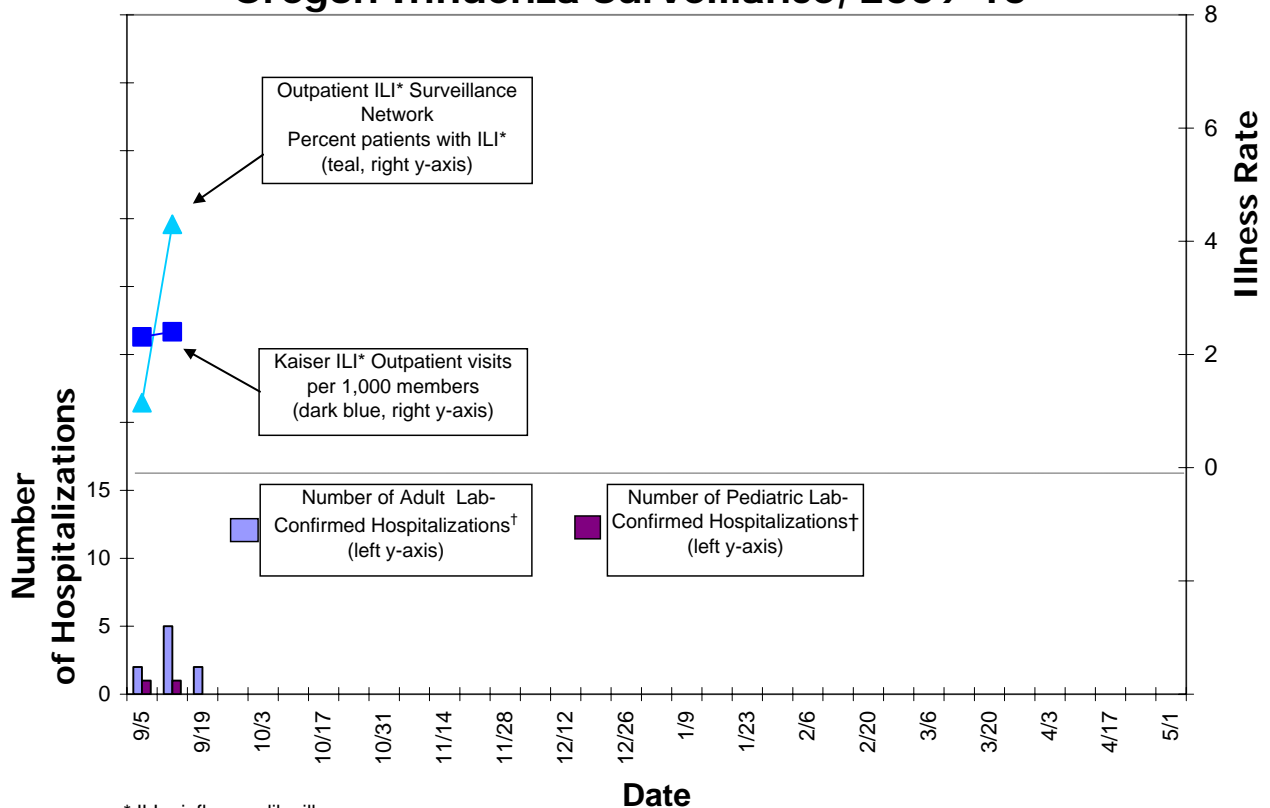 8
Outpatient ILI* Surveillance
Network
Percent patients with ILI*
(teal, right y-axis)
6
Illness Rate
4
Kaiser ILI* Outpatient visits
per 1,000 members
(dark blue, right y-axis)
2
0
Number
of Hospitalizations
15
10
5
0
Number of Adult Lab-
Confirmed Hospitalizations†
(left y-axis)
Number of Pediatric Lab-
Confirmed Hospitalizations†
(left y-axis)
9/5
9/19
10/3
10/17
10/31
11/14
11/28
12/12
12/26
1/9
1/23
2/6
2/20
3/6
3/20
4/3
4/17
5/1
Date